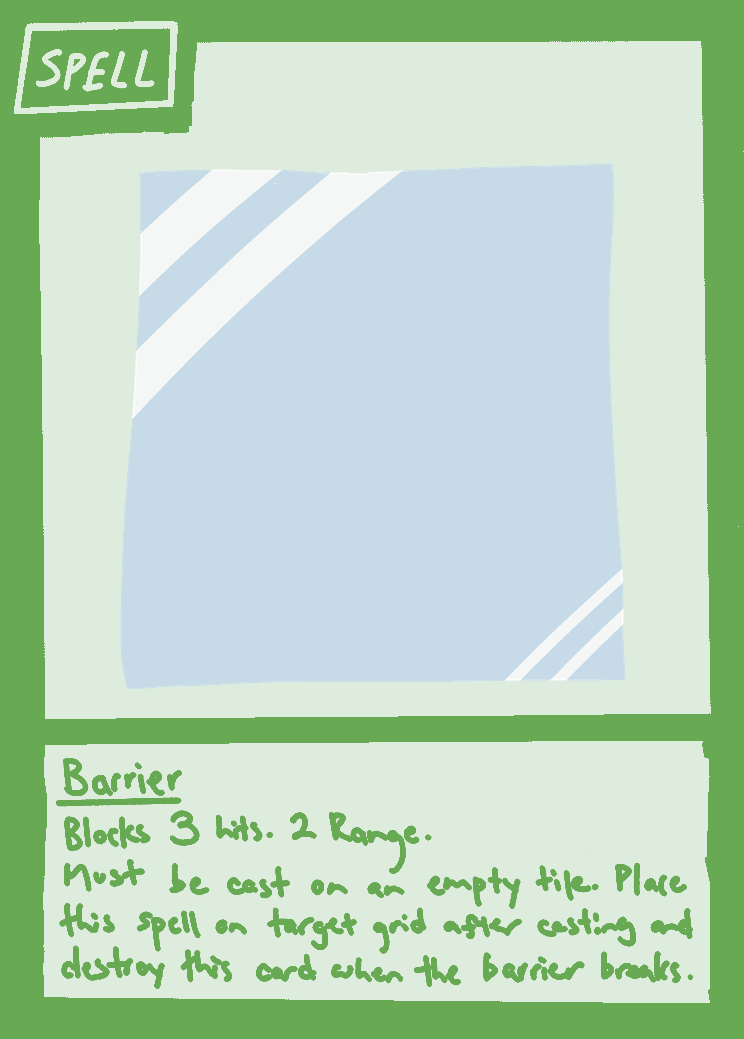 SPELL
Barrier
Blocks 3 hits. 2 Range.
Must be cast on an empty tile. Place
this spell on target grid after casting and
destroy this card when the barrier breaks.